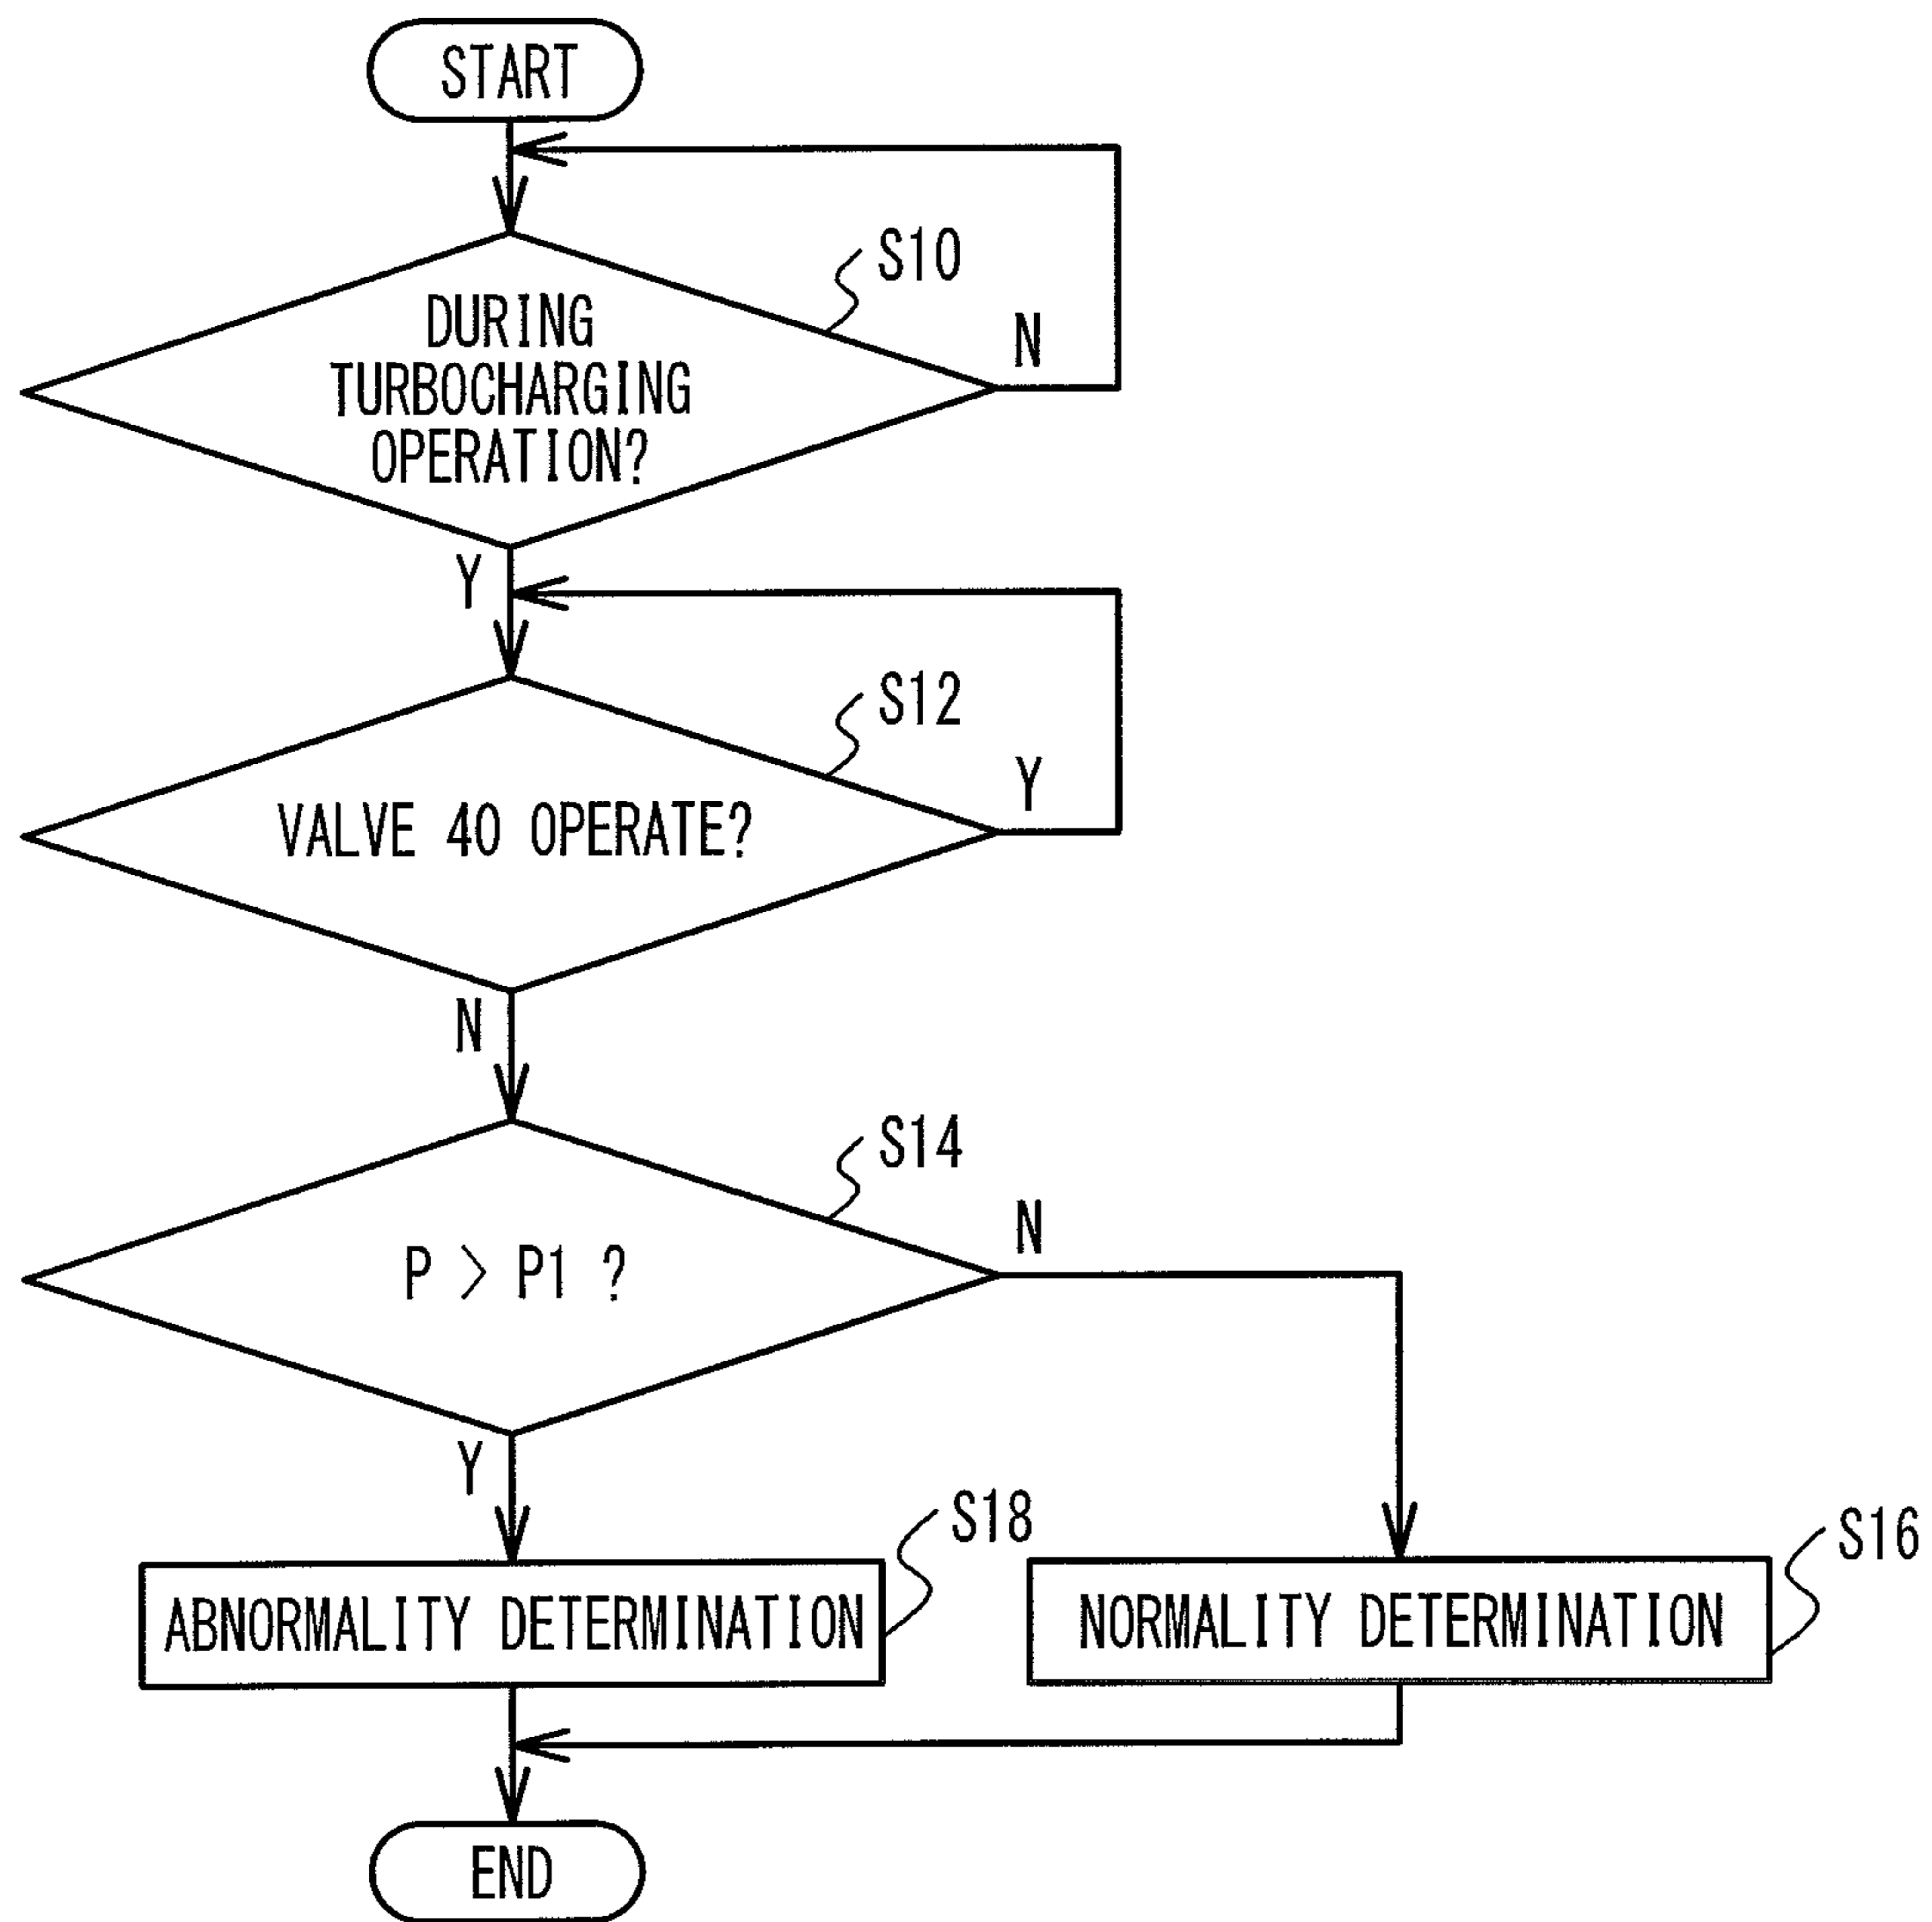 START
S10
DURING
TURBOCHARGING
OPERATION?
N
Y
S12
VALVE 40 OPERATE?
Y
N
S14
P > P1 ?
N
Y
S18
ABNORMALITY DETERMINATION
S16
NORMALITY DETERMINATION
END